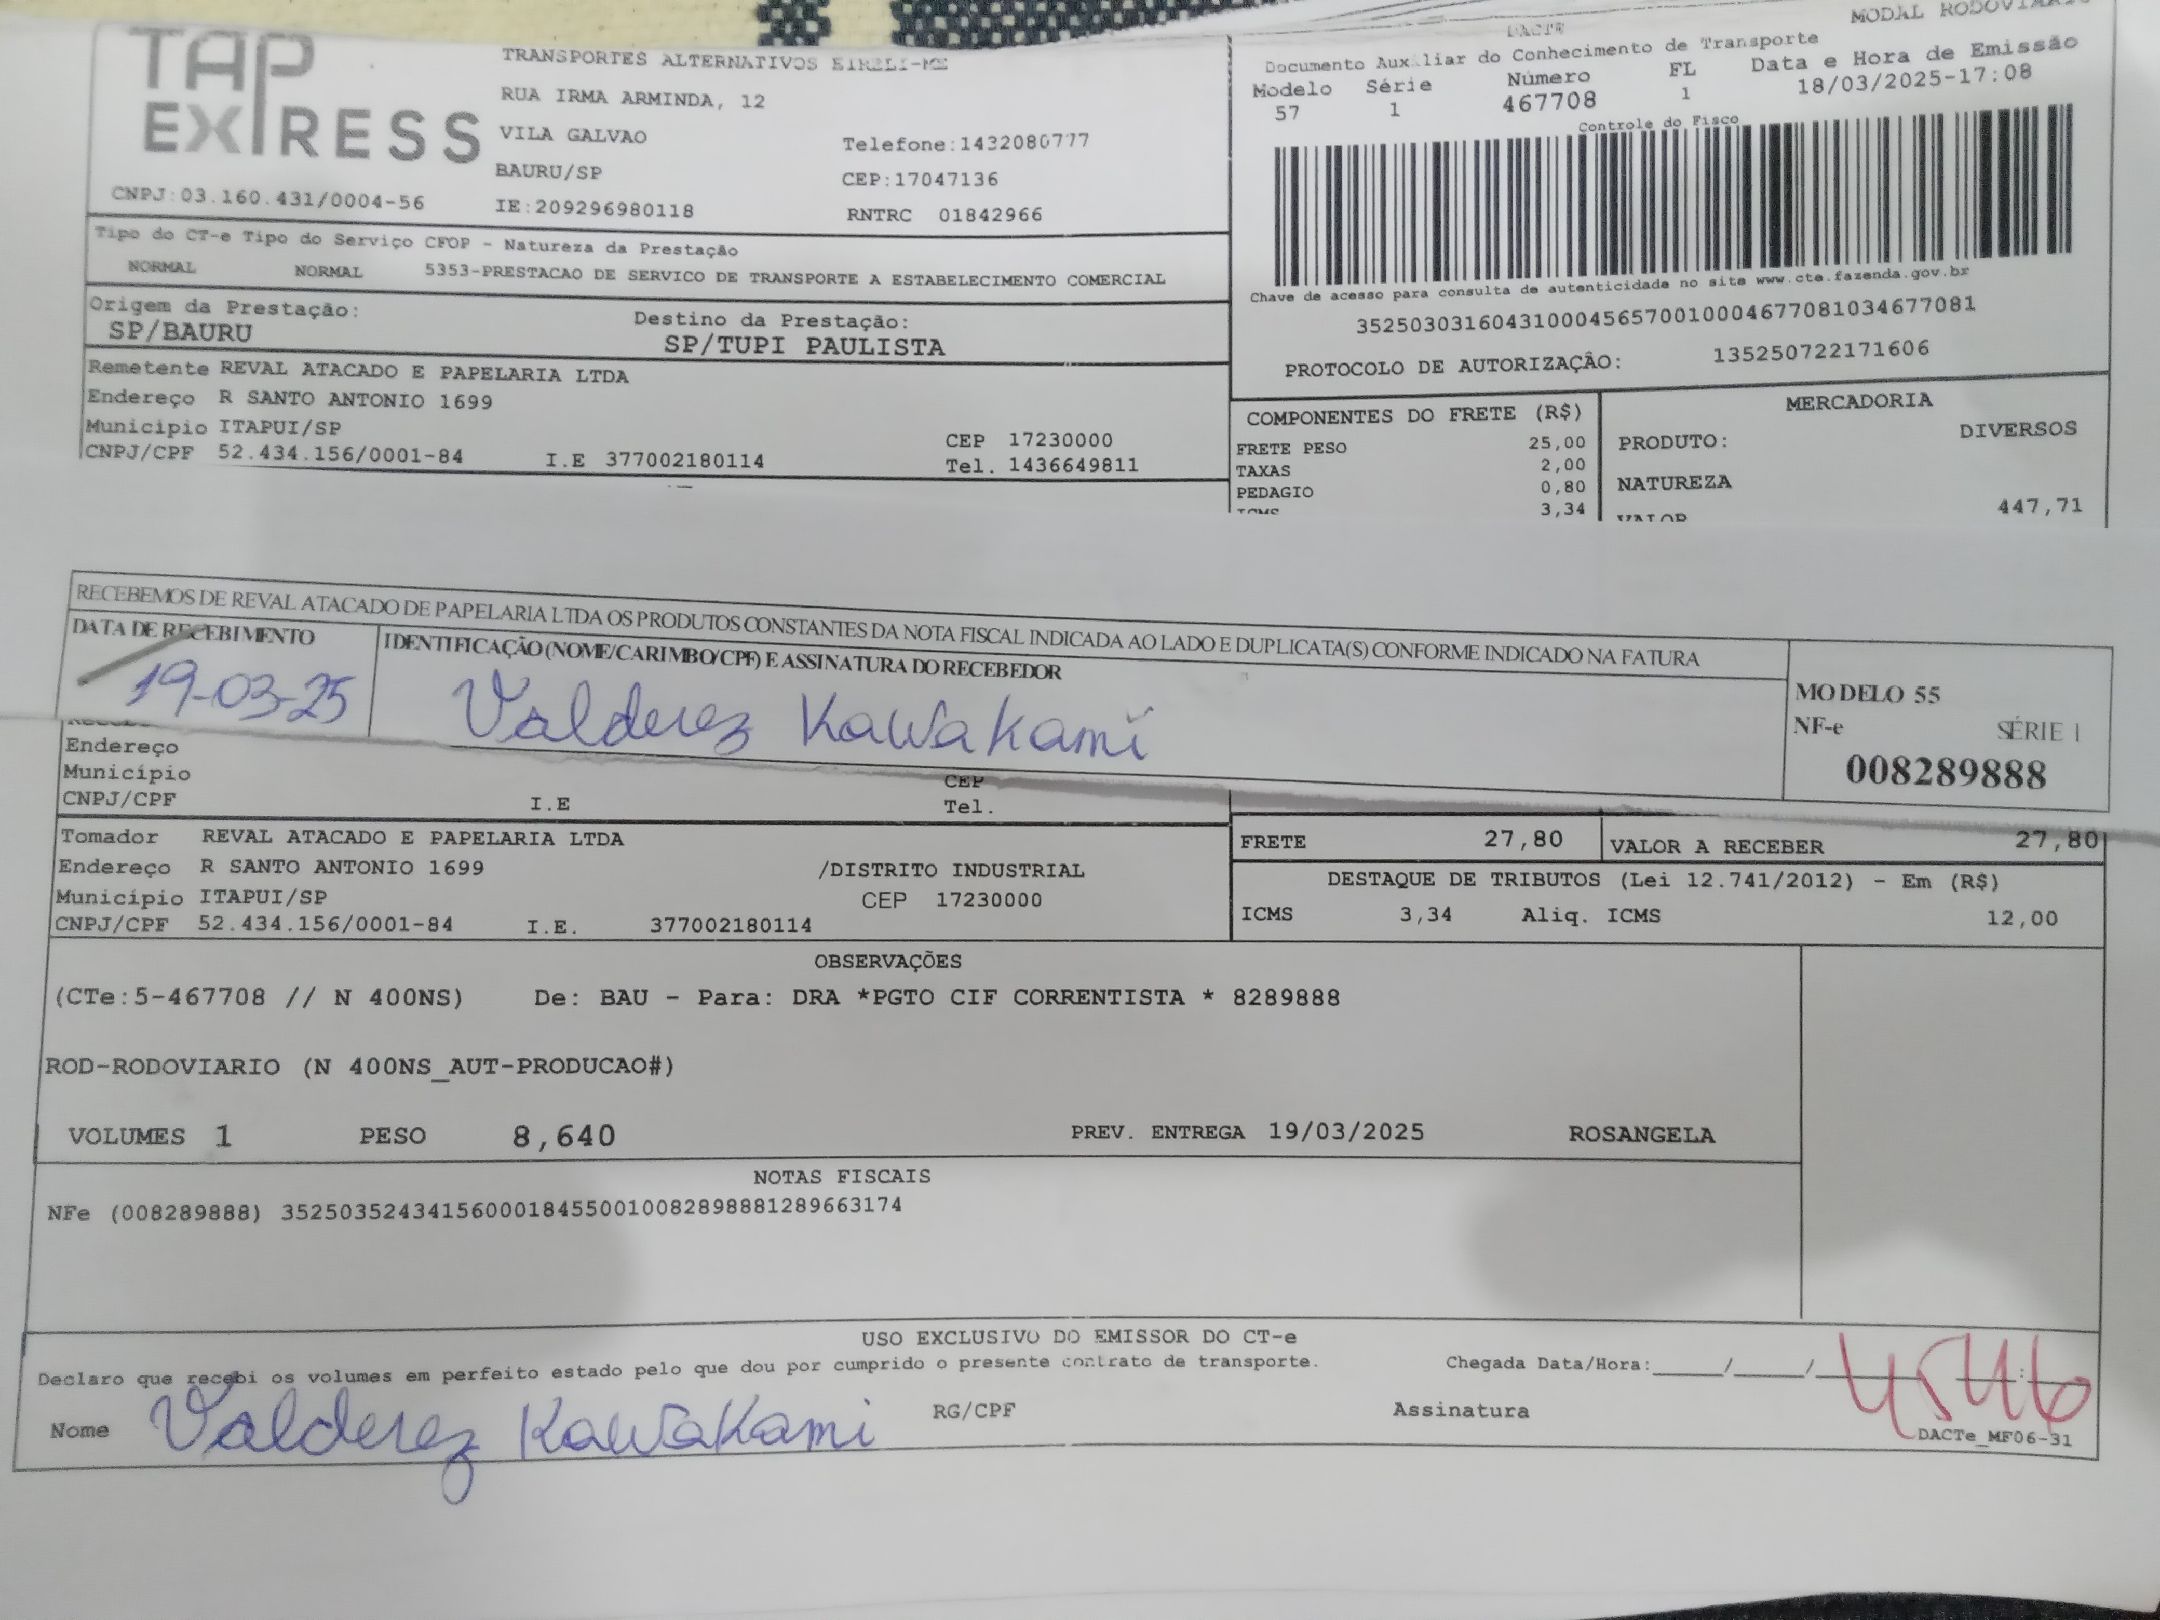 TAP EXPRESS
CNPJ:03.160.431/0004-56
TRANSPORTES ALTERNATIVOS EIRELI-ME
RUA IRMA ARMINDA, 12
VILA GALVAO Telefone:1432080777
BAURU/SP CEP:17047136
IE:209296980118 RNTRC 01842966
MODAL RODOVIARIO
DACTE
Documento Auxiliar do Conhecimento de Transporte
Modelo Série Número FL Data e Hora de Emissão
57 1 467708 1 18/03/2025-17:08
Controle do Fisco
Chave de acesso para consulta de autenticidade no site www.cte.fazenda.gov.br
35250303160431000456570010004677081034677081
PROTOCOLO DE AUTORIZAÇÃO: 135250722171606
Tipo do CT-e Tipo do Serviço CFOP - Natureza da Prestação
NORMAL NORMAL 5353-PRESTACAO DE SERVICO DE TRANSPORTE A ESTABELECIMENTO COMERCIAL
Origem da Prestação: Destino da Prestação:
SP/BAURU SP/TUPI PAULISTA
Remetente REVAL ATACADO E PAPELARIA LTDA
Endereço R SANTO ANTONIO 1699
Município ITAPUI/SP CEP 17230000
CNPJ/CPF 52.434.156/0001-84 I.E 377002180114 Tel. 1436649811
COMPONENTES DO FRETE (R$)
FRETE PESO 25,00
TAXAS 2,00
PEDAGIO 0,80
ICMS 3,34
MERCADORIA
PRODUTO: DIVERSOS
NATUREZA
VALOR 447,71
RECEBEMOS DE REVAL ATACADO DE PAPELARIA LTDA OS PRODUTOS CONSTANTES DA NOTA FISCAL INDICADA AO LADO E DUPLICATA(S) CONFORME INDICADO NA FATURA
DATA DE RECEBIMENTO IDENTIFICAÇÃO (NOME/CARIMBO/CPF) E ASSINATURA DO RECEBEDOR
19-03-25 Valderez Kawakami
MODELO 55
NF-e SÉRIE 1
008289888
Endereço
Município CEP
CNPJ/CPF I.E Tel.
Tomador REVAL ATACADO E PAPELARIA LTDA
Endereço R SANTO ANTONIO 1699 /DISTRITO INDUSTRIAL
Município ITAPUI/SP CEP 17230000
CNPJ/CPF 52.434.156/0001-84 I.E. 377002180114
FRETE 27,80 VALOR A RECEBER 27,80
DESTAQUE DE TRIBUTOS (Lei 12.741/2012) - Em (R$)
ICMS 3,34 Aliq. ICMS 12,00
OBSERVAÇÕES
(CTe:5-467708 // N 400NS) De: BAU - Para: DRA *PGTO CIF CORRENTISTA * 8289888
ROD-RODOVIARIO (N 400NS_AUT-PRODUCAO#)
VOLUMES 1 PESO 8,640 PREV. ENTREGA 19/03/2025 ROSANGELA
NOTAS FISCAIS
NFe (008289888) 35250352434156000184550010082898881289663174
USO EXCLUSIVO DO EMISSOR DO CT-e
Declaro que recebi os volumes em perfeito estado pelo que dou por cumprido o presente contrato de transporte. Chegada Data/Hora:_____/_____/_____ :
Nome Valderez Kawakami RG/CPF Assinatura
DACTe_MF06-31